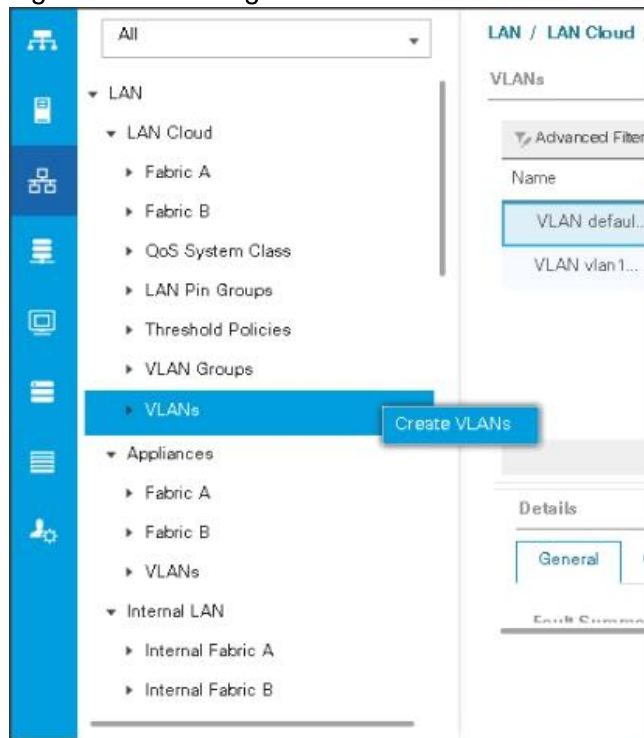 All
LAN
LAN Cloud
Fabric A
Fabric B
QoS System Class
LAN Pin Groups
Threshold Policies
VLAN Groups
VLANs
Create VLANs
Appliances
Fabric A
Fabric B
VLANs
Internal LAN
Internal Fabric A
Internal Fabric B
LAN / LAN Cloud
VLANs
Advanced Filter
Name
VLAN defaul...
VLAN vlan1...
Details
General